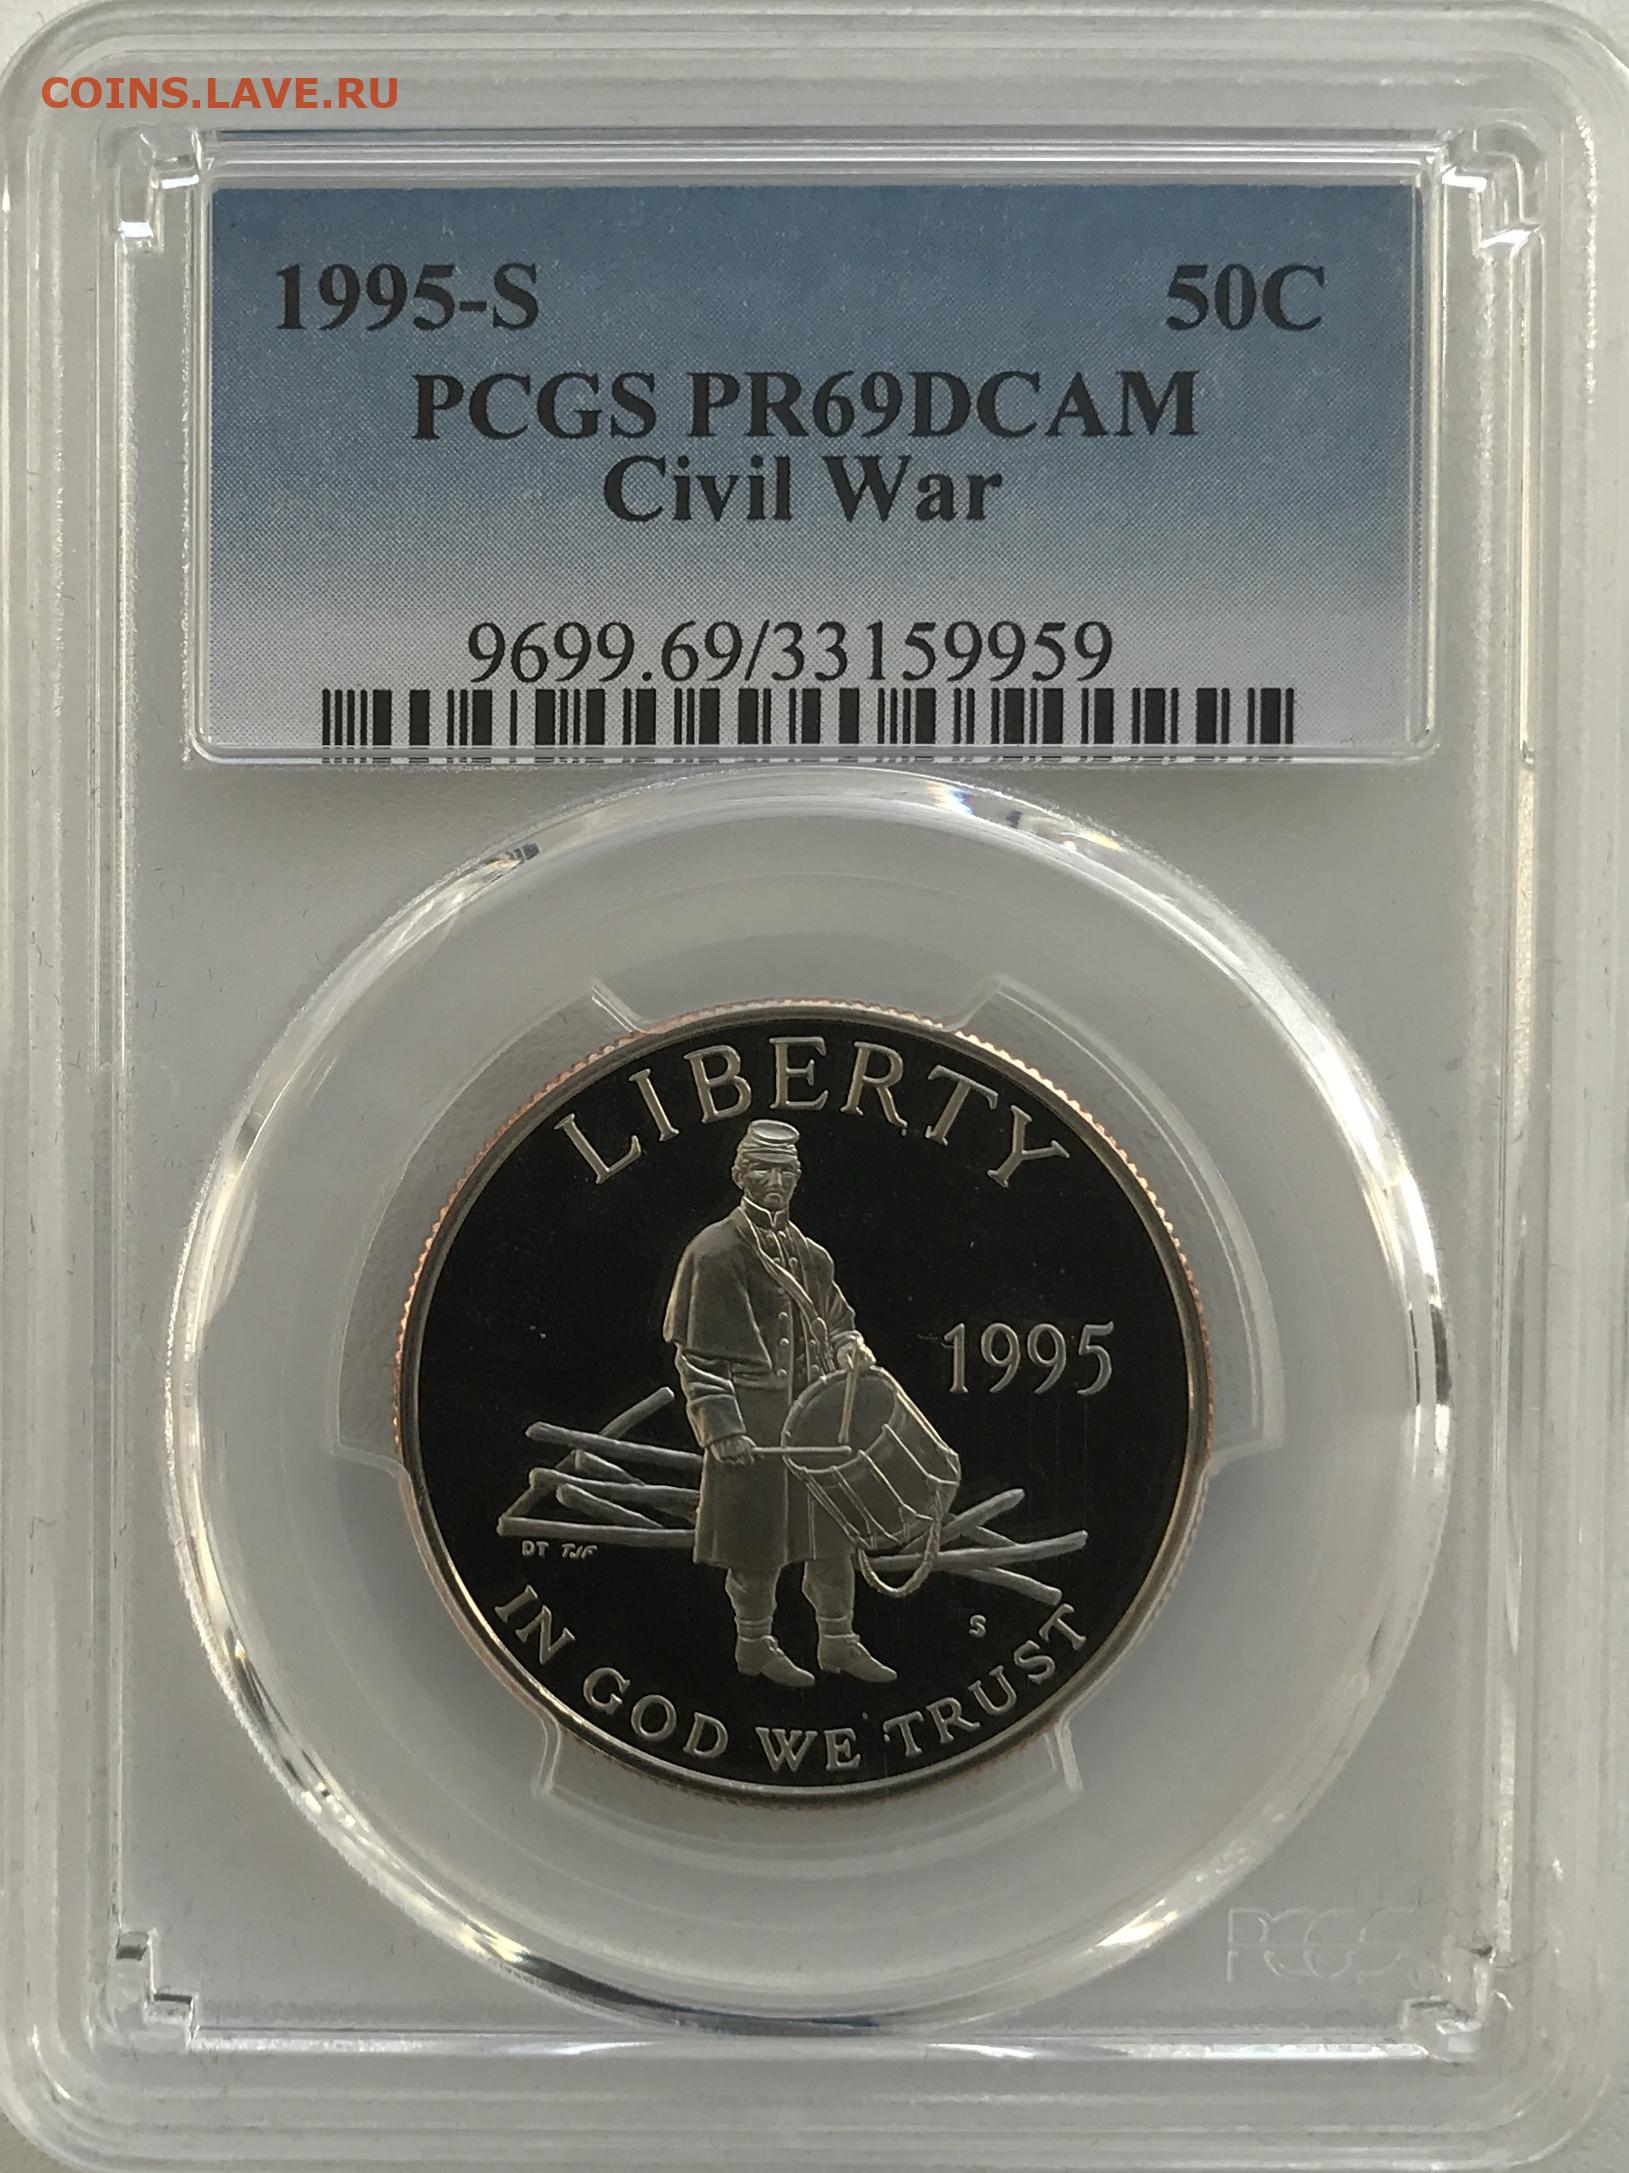 COINS.LAVE.RU
1995-S 50C
PCGS PR69DCAM
Civil War
9699.69/33159959
LIBERTY
1995
DT TJF
S
IN GOD WE TRUST
PCGS